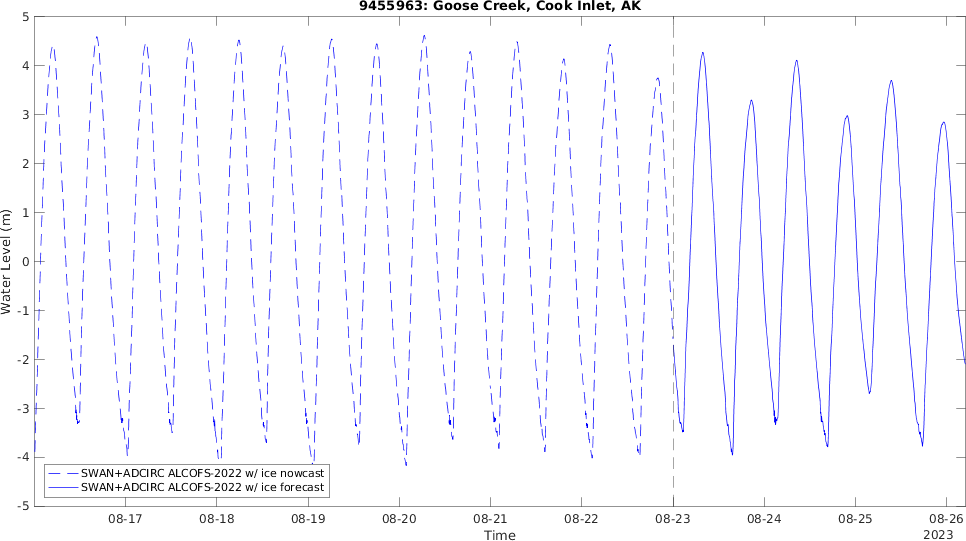 9455963: Goose Creek, Cook Inlet, AK
5
4
3
2
1
0
-1
-2
-3
-4
-5
Water Level (m)
SWAN+ADCIRC ALCOFS-2022 w/ ice nowcast
SWAN+ADCIRC ALCOFS-2022 w/ ice forecast
08-17 08-18 08-19 08-20 08-21 08-22 08-23 08-24 08-25 08-26
Time
2023